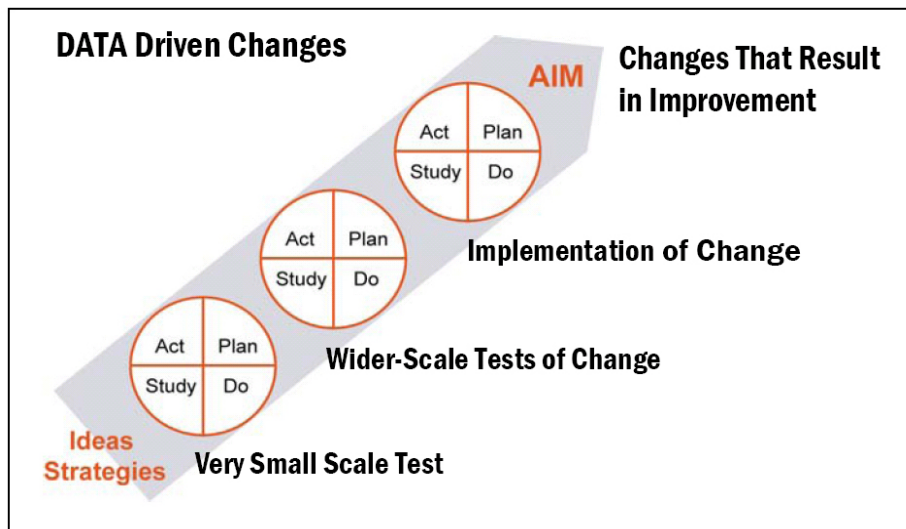 DATA Driven Changes
AIM
Changes That Result
in Improvement
Act Plan
Study Do
Implementation of Change
Act Plan
Study Do
Wider-Scale Tests of Change
Act Plan
Study Do
Very Small Scale Test
Ideas
Strategies